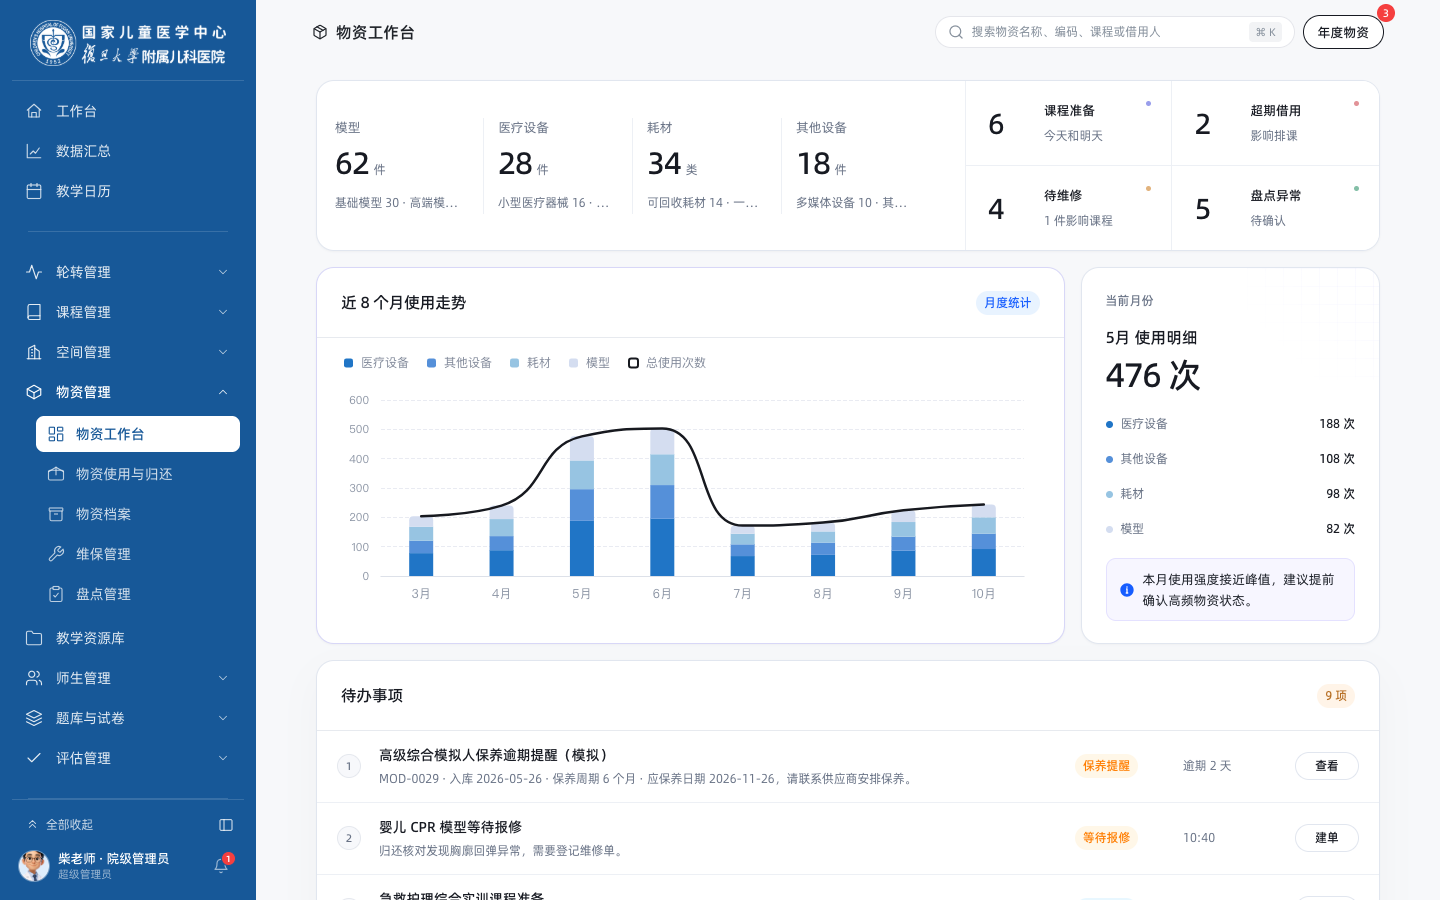 国家儿童医学中心
復旦大学附属儿科医院
工作台
数据汇总
教学日历
轮转管理
课程管理
空间管理
物资管理
物资工作台
物资使用与归还
物资档案
维保管理
盘点管理
教学资源库
师生管理
题库与试卷
评估管理
全部收起
柴老师 · 院级管理员
超级管理员
1
物资工作台
搜索物资名称、编码、课程或借用人
⌘ K
年度物资
3
模型
62 件
基础模型 30 · 高端模...
医疗设备
28 件
小型医疗器械 16 · ...
耗材
34 类
可回收耗材 14 · 一...
其他设备
18 件
多媒体设备 10 · 其...
6
课程准备
今天和明天
2
超期借用
影响排课
4
待维修
1 件影响课程
5
盘点异常
待确认
近 8 个月使用走势
月度统计
医疗设备
其他设备
耗材
模型
总使用次数
600
500
400
300
200
100
0
3月
4月
5月
6月
7月
8月
9月
10月
当前月份
5月 使用明细
476 次
医疗设备 188 次
其他设备 108 次
耗材 98 次
模型 82 次
本月使用强度接近峰值，建议提前
确认高频物资状态。
待办事项
9 项
1
高级综合模拟人保养逾期提醒（模拟）
MOD-0029 · 入库 2026-05-26 · 保养周期 6 个月 · 应保养日期 2026-11-26，请联系供应商安排保养。
保养提醒
逾期 2 天
查看
2
婴儿 CPR 模型等待报修
归还核对发现胸廓回弹异常，需要登记维修单。
等待报修
10:40
建单
急救护理综合实训课程准备